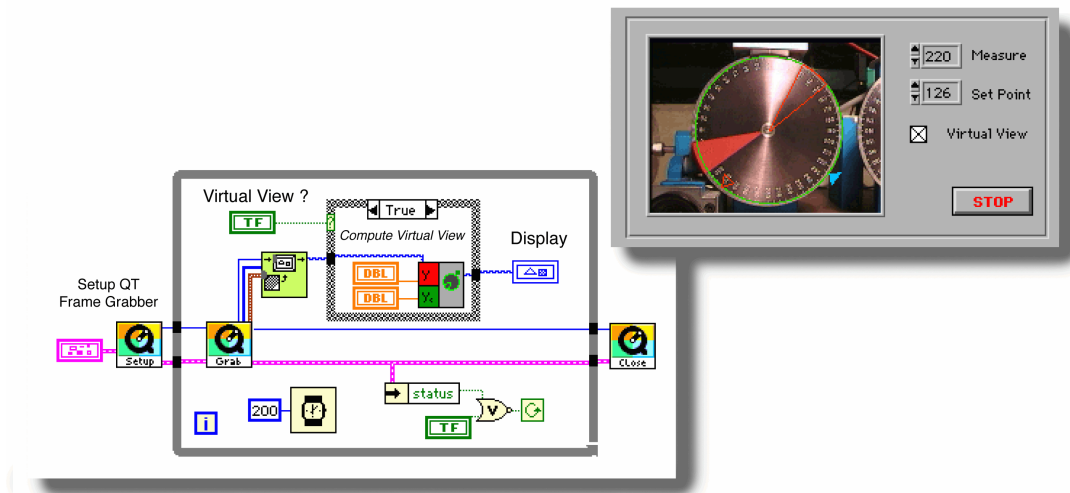 220 Measure
126 Set Point
Virtual View
STOP
Virtual View ?
TF
True
Compute Virtual View
Display
DBL
DBL
Y
Setup QT
Frame Grabber
Setup
Grab
CLose
status
200
i
V
TF